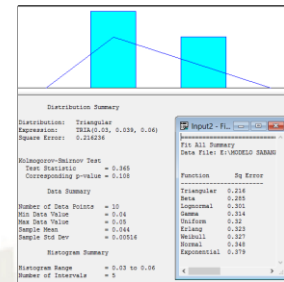 Distribution Summary
Distribution: Triangular
Expression: TRIA(0.03, 0.039, 0.06)
Square Error: 0.216236
Kolmogorov-Smirnov Test
Test Statistic = 0.365
Corresponding p-value = 0.108
Data Summary
Number of Data Points = 10
Min Data Value = 0.04
Max Data Value = 0.05
Sample Mean = 0.044
Sample Std Dev = 0.00516
Histogram Summary
Histogram Range = 0.03 to 0.06
Number of Intervals = 5
Input2 - Fi...
Fit All Summary
Data File: E:\MODELO SABAN
Function Sq Error
Triangular 0.216
Beta 0.285
Lognormal 0.301
Gamma 0.314
Uniform 0.32
Erlang 0.323
Weibull 0.327
Normal 0.348
Exponential 0.379